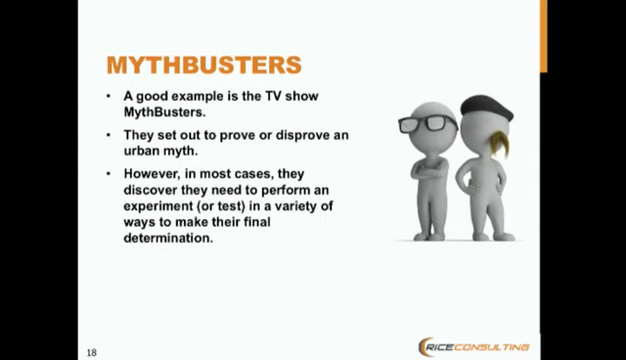 MYTHBUSTERS
• A good example is the TV show
MythBusters.
• They set out to prove or disprove an
urban myth.
• However, in most cases, they
discover they need to perform an
experiment (or test) in a variety of
ways to make their final
determination.
18
RICECONSULTING